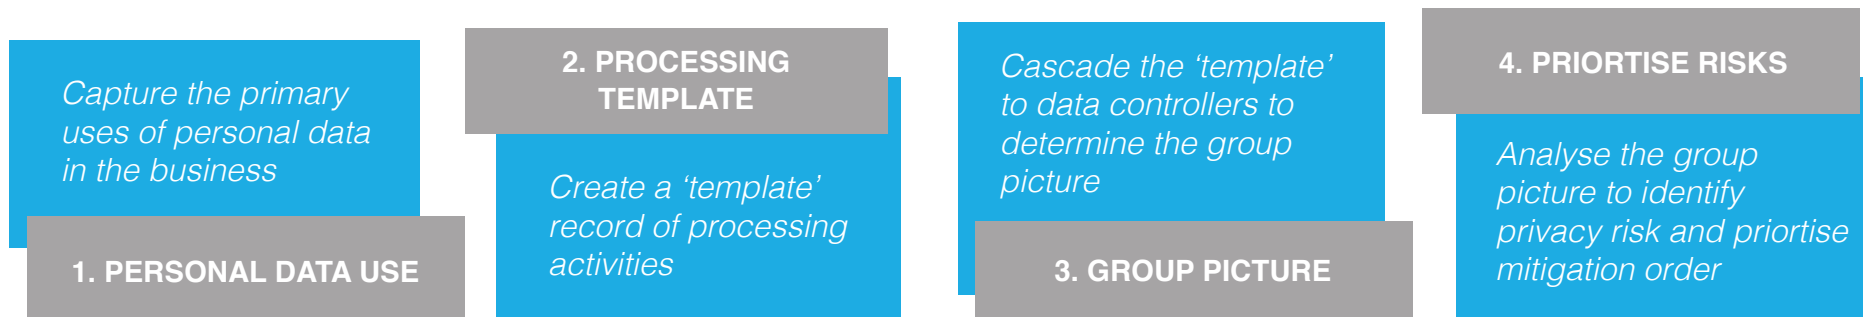 Capture the primary
uses of personal data
in the business
1. PERSONAL DATA USE
2. PROCESSING
TEMPLATE
Create a ‘template’
record of processing
activities
Cascade the ‘template’
to data controllers to
determine the group
picture
3. GROUP PICTURE
4. PRIORTISE RISKS
Analyse the group
picture to identify
privacy risk and priortise
mitigation order